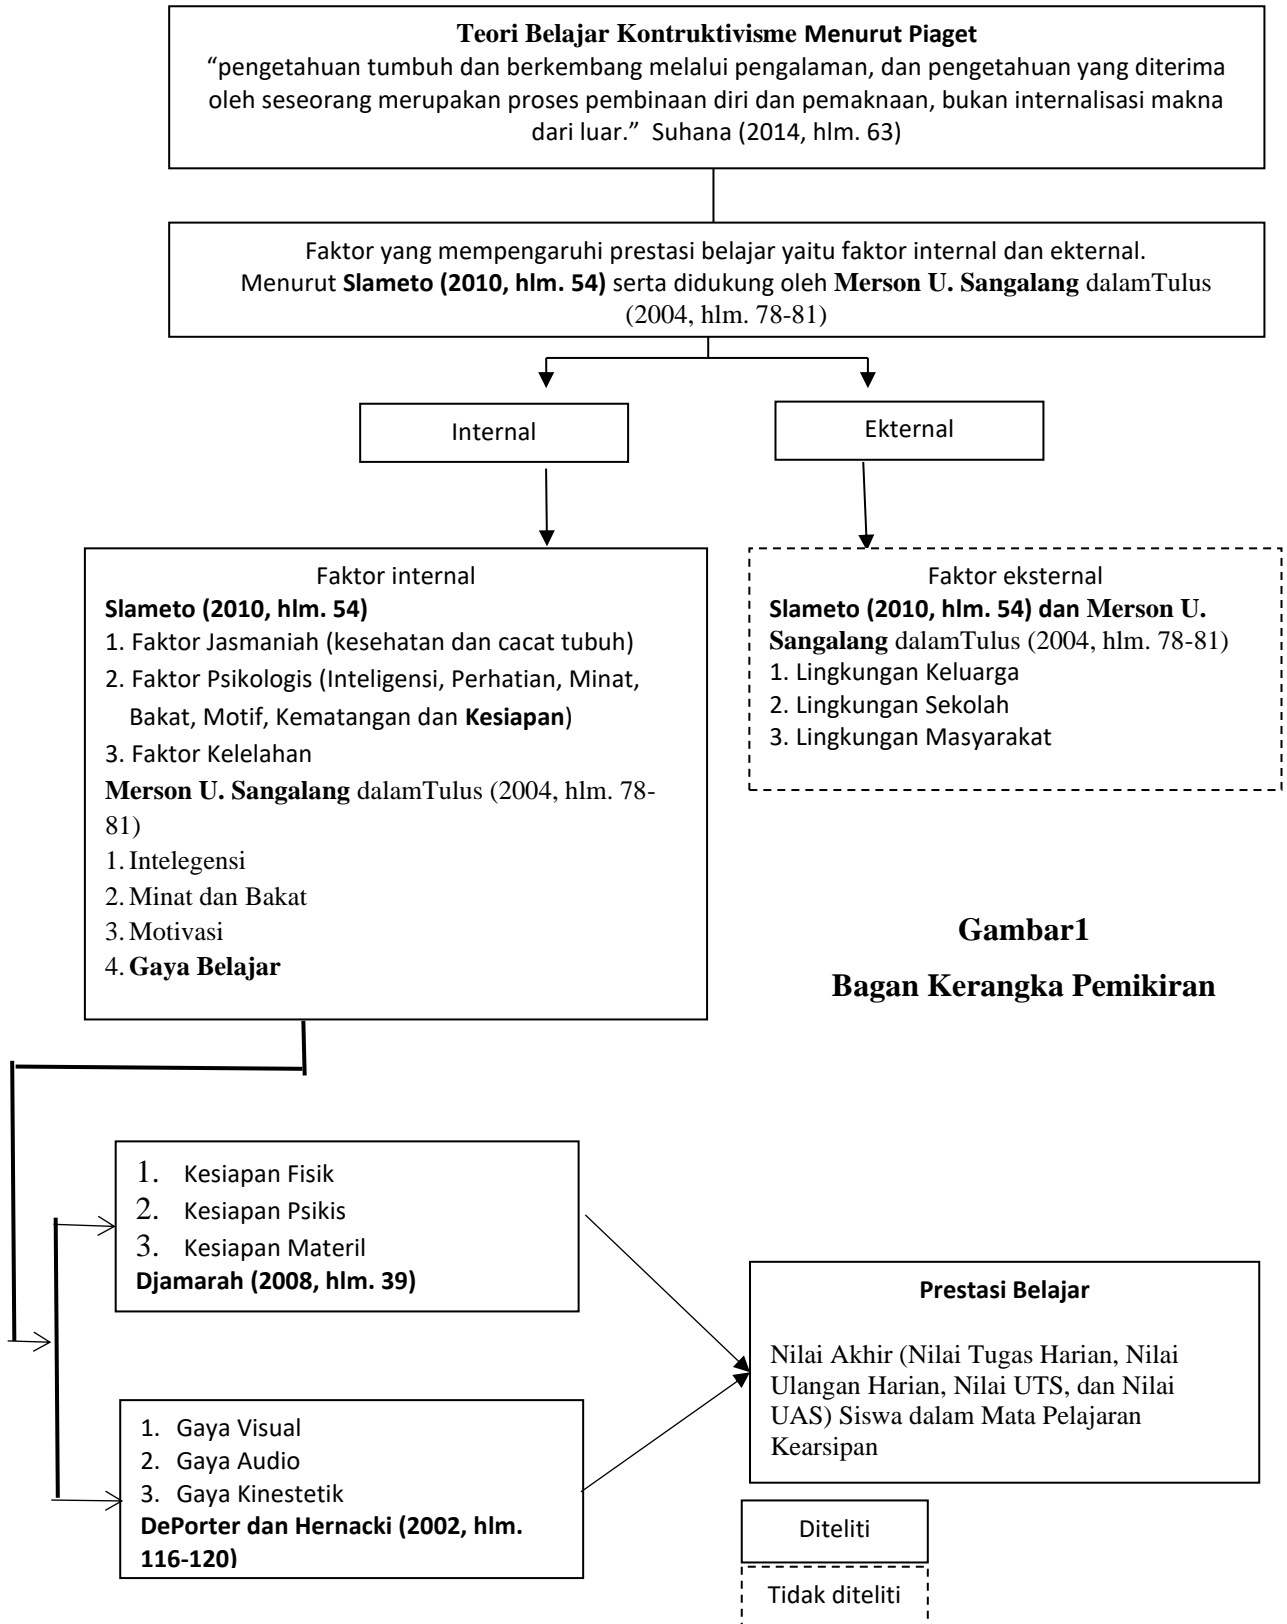 Teori Belajar Kontruktivisme Menurut Piaget
“pengetahuan tumbuh dan berkembang melalui pengalaman, dan pengetahuan yang diterima
oleh seseorang merupakan proses pembinaan diri dan pemaknaan, bukan internalisasi makna
dari luar.” Suhana (2014, hlm. 63)
Faktor yang mempengaruhi prestasi belajar yaitu faktor internal dan ekternal.
Menurut Slameto (2010, hlm. 54) serta didukung oleh Merson U. Sangalang dalamTulus
(2004, hlm. 78-81)
Internal
Ekternal
Faktor internal
Slameto (2010, hlm. 54)
1. Faktor Jasmaniah (kesehatan dan cacat tubuh)
2. Faktor Psikologis (Inteligensi, Perhatian, Minat,
Bakat, Motif, Kematangan dan Kesiapan)
3. Faktor Kelelahan
Merson U. Sangalang dalamTulus (2004, hlm. 78-
81)
1. Intelegensi
2. Minat dan Bakat
3. Motivasi
4. Gaya Belajar
Faktor eksternal
Slameto (2010, hlm. 54) dan Merson U.
Sangalang dalamTulus (2004, hlm. 78-81)
1. Lingkungan Keluarga
2. Lingkungan Sekolah
3. Lingkungan Masyarakat
Gambar1
Bagan Kerangka Pemikiran
1. Kesiapan Fisik
2. Kesiapan Psikis
3. Kesiapan Materil
Djamarah (2008, hlm. 39)
1. Gaya Visual
2. Gaya Audio
3. Gaya Kinestetik
DePorter dan Hernacki (2002, hlm.
116-120)
Prestasi Belajar
Nilai Akhir (Nilai Tugas Harian, Nilai
Ulangan Harian, Nilai UTS, dan Nilai
UAS) Siswa dalam Mata Pelajaran
Kearsipan
Diteliti
Tidak diteliti